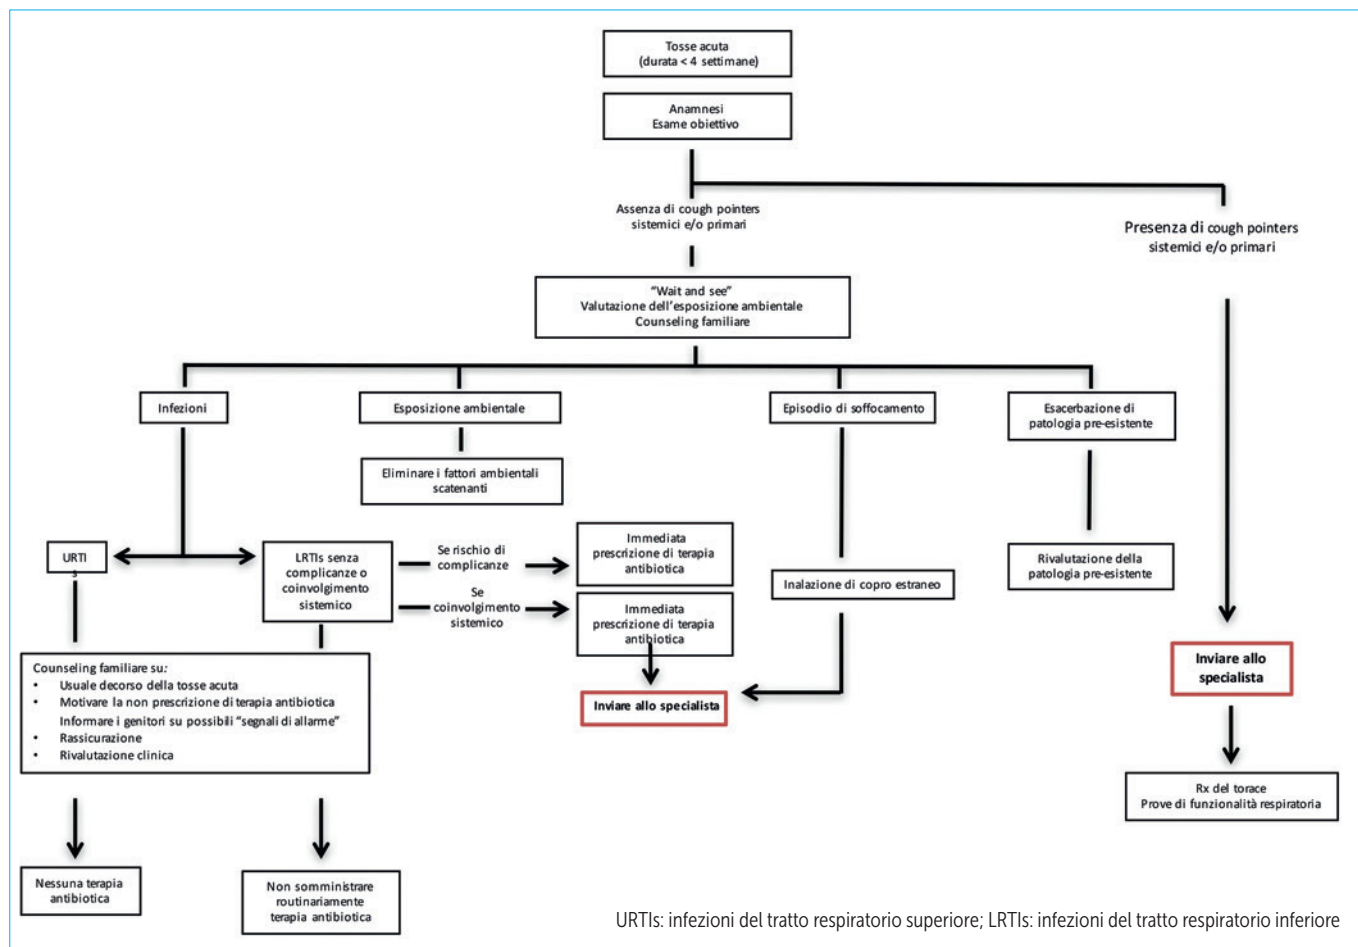 Tosse acuta
(durata < 4 settimane)
Anamnesi
Esame obiettivo
Assenza di cough pointers
sistemici e/o primari
Presenza di cough pointers
sistemici e/o primari
“Wait and see”
Valutazione dell’esposizione ambientale
Counseling familiare
Infezioni
Esposizione ambientale
Episodio di soffocamento
Esacerbazione di
patologia pre-esistente
Eliminare i fattori ambientali
scatenanti
URTI
s
LRTIs senza
complicanze o
coinvolgimento
sistemico
Se rischio di
complicanze
Immediata
prescrizione di terapia
antibiotica
Se
coinvolgimento
sistemico
Immediata
prescrizione di terapia
antibiotica
Inalazione di copro estraneo
Rivalutazione della
patologia pre-esistente
Counseling familiare su:
• Usuale decorso della tosse acuta
• Motivare la non prescrizione di terapia antibiotica
Informare i genitori su possibili “segnali di allarme”
• Rassicurazione
• Rivalutazione clinica
Inviare allo specialista
Inviare allo
specialista
Rx del torace
Prove di funzionalità respiratoria
Nessuna terapia
antibiotica
Non somministrare
routinariamente
terapia antibiotica
URTIs: infezioni del tratto respiratorio superiore; LRTIs: infezioni del tratto respiratorio inferiore